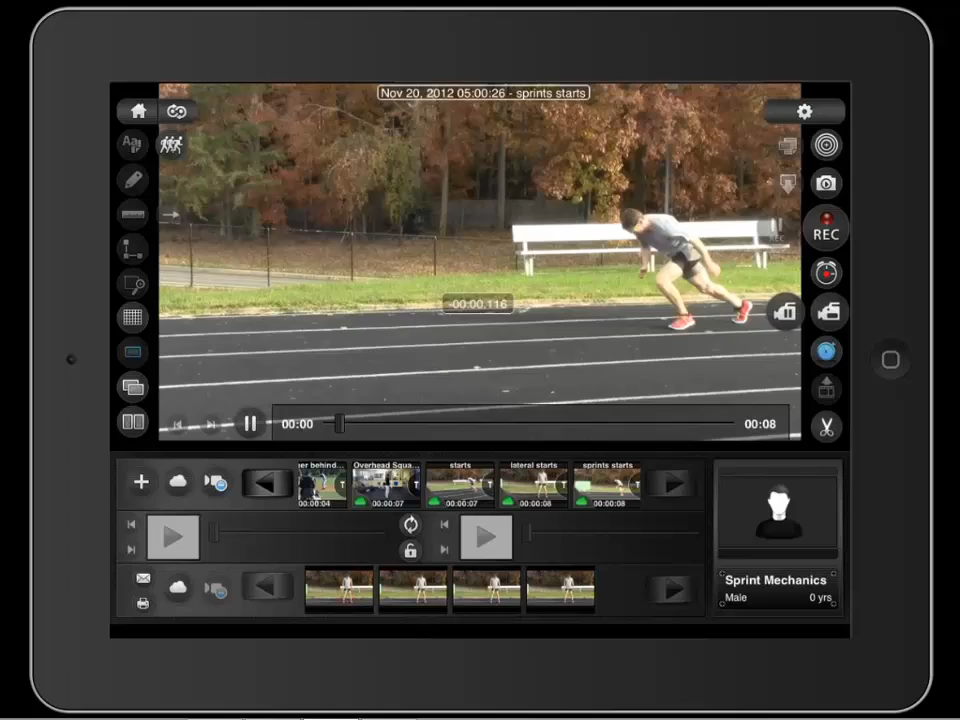 Nov 20, 2012 05:00:26 - sprints starts
REC
-00:00.116
00:00
00:08
er behind...
Overhead Squa...
starts
lateral starts
sprints starts
T
T
T
T
T
00:00:04
00:00:07
00:00:07
00:00:08
00:00:08
Sprint Mechanics
Male
0 yrs